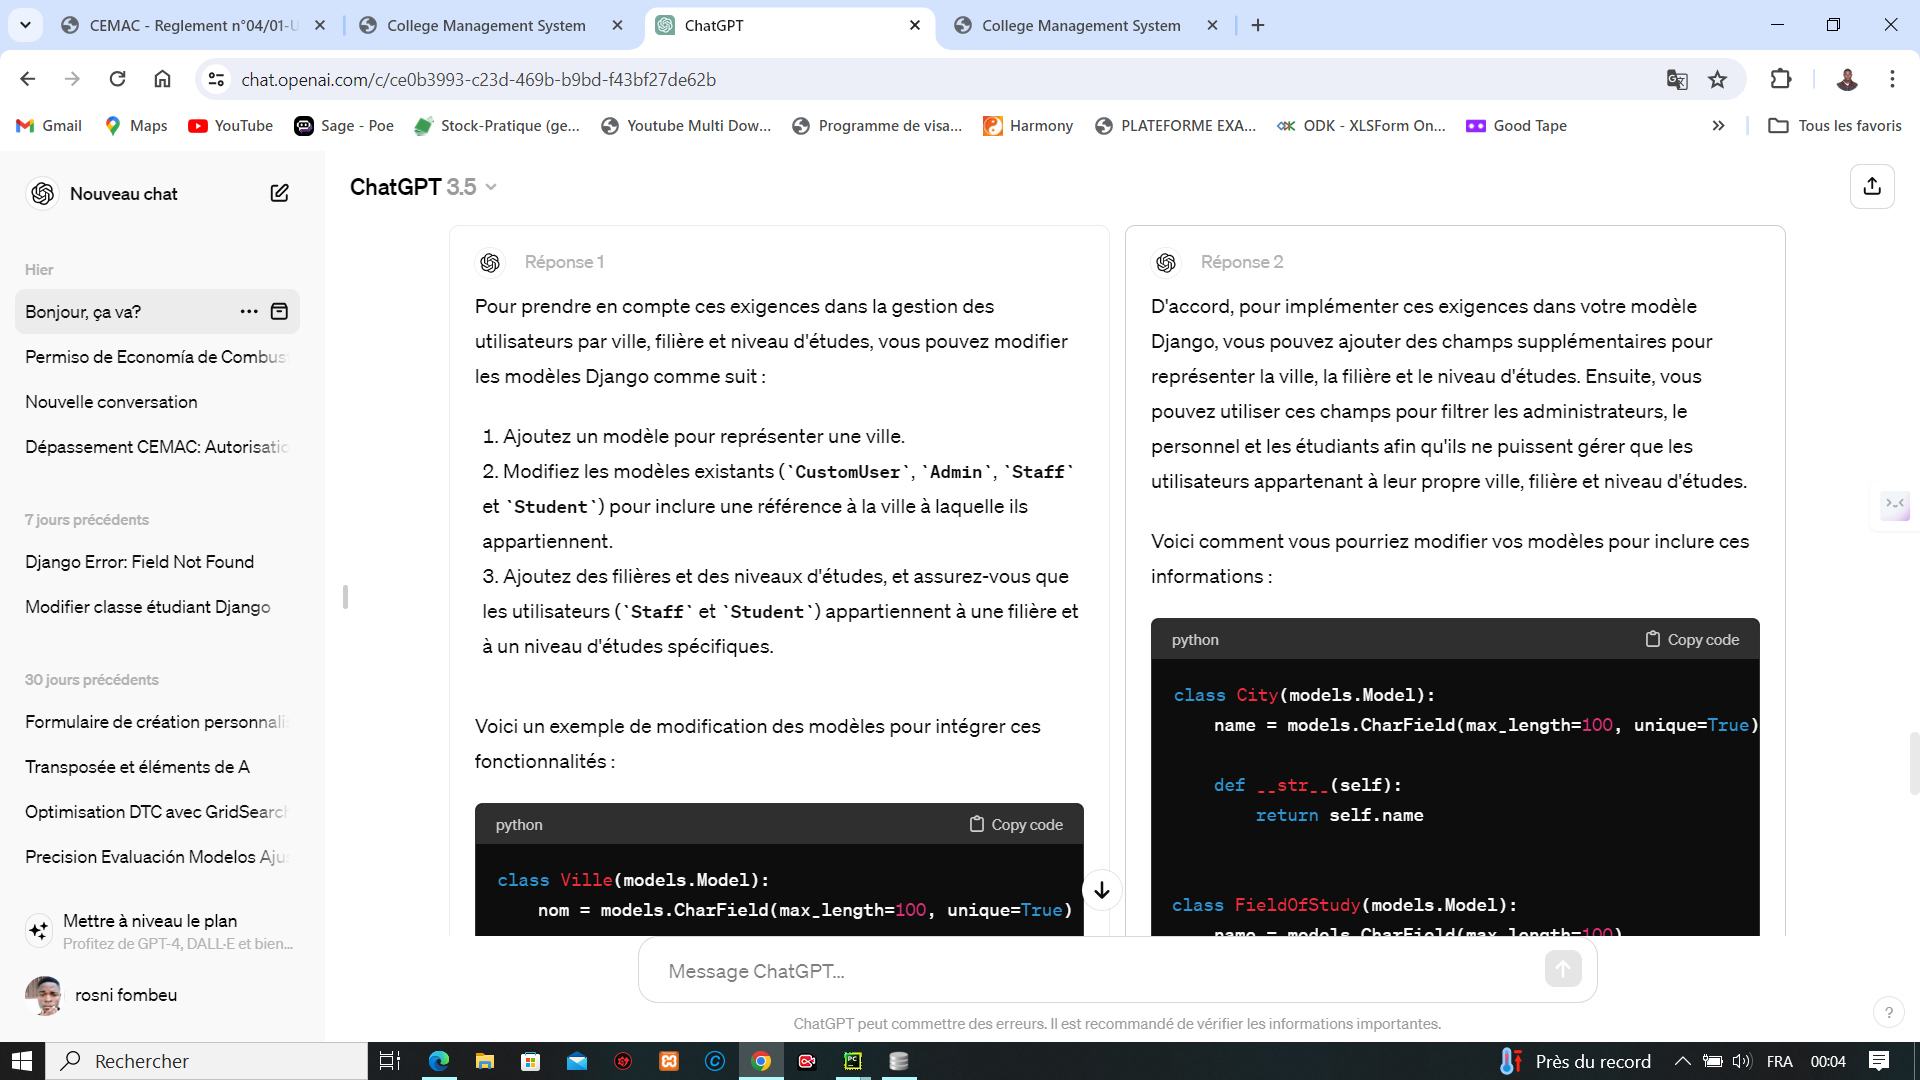 CEMAC - Reglement n°04/01-U
College Management System
ChatGPT
College Management System
chat.openai.com/c/ce0b3993-c23d-469b-b9bd-f43bf27de62b
Gmail
Maps
YouTube
Sage - Poe
Stock-Pratique (ge...
Youtube Multi Dow...
Programme de visa...
Harmony
PLATEFORME EXA...
ODK - XLSForm On...
Good Tape
Tous les favoris
Nouveau chat
Hier
Bonjour, ça va?
Permiso de Economía de Combus
Nouvelle conversation
Dépassement CEMAC: Autorisatio
7 jours précédents
Django Error: Field Not Found
Modifier classe étudiant Django
30 jours précédents
Formulaire de création personnalis
Transposée et éléments de A
Optimisation DTC avec GridSearch
Precision Evaluación Modelos Aju
Mettre à niveau le plan
Profitez de GPT-4, DALL·E et bien...
rosni fombeu
ChatGPT 3.5
Réponse 1
Pour prendre en compte ces exigences dans la gestion des
utilisateurs par ville, filière et niveau d'études, vous pouvez modifier
les modèles Django comme suit :
1. Ajoutez un modèle pour représenter une ville.
2. Modifiez les modèles existants (`CustomUser`, `Admin`, `Staff`
et `Student`) pour inclure une référence à la ville à laquelle ils
appartiennent.
3. Ajoutez des filières et des niveaux d'études, et assurez-vous que
les utilisateurs (`Staff` et `Student`) appartiennent à une filière et
à un niveau d'études spécifiques.
Voici un exemple de modification des modèles pour intégrer ces
fonctionnalités :
python
Copy code
class Ville(models.Model):
nom = models.CharField(max_length=100, unique=True)
Réponse 2
D'accord, pour implémenter ces exigences dans votre modèle
Django, vous pouvez ajouter des champs supplémentaires pour
représenter la ville, la filière et le niveau d'études. Ensuite, vous
pouvez utiliser ces champs pour filtrer les administrateurs, le
personnel et les étudiants afin qu'ils ne puissent gérer que les
utilisateurs appartenant à leur propre ville, filière et niveau d'études.
Voici comment vous pourriez modifier vos modèles pour inclure ces
informations :
python
Copy code
class City(models.Model):
name = models.CharField(max_length=100, unique=True)
def __str__(self):
return self.name
class FieldOfStudy(models.Model):
name = models.CharField(max_length=100)
Message ChatGPT...
ChatGPT peut commettre des erreurs. Il est recommandé de vérifier les informations importantes.
?
Rechercher
Près du record
FRA
00:04